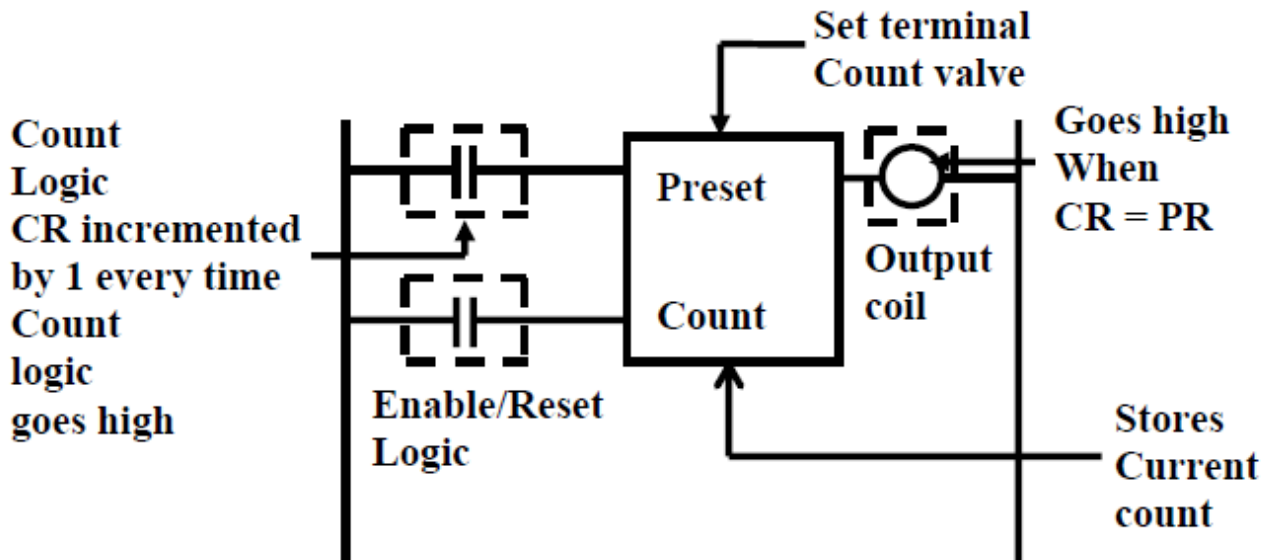 Set terminal
Count valve
Count
Logic
CR incremented
by 1 every time
Count
logic
goes high
Preset
Count
Goes high
When
CR = PR
Output
coil
Enable/Reset
Logic
Stores
Current
count